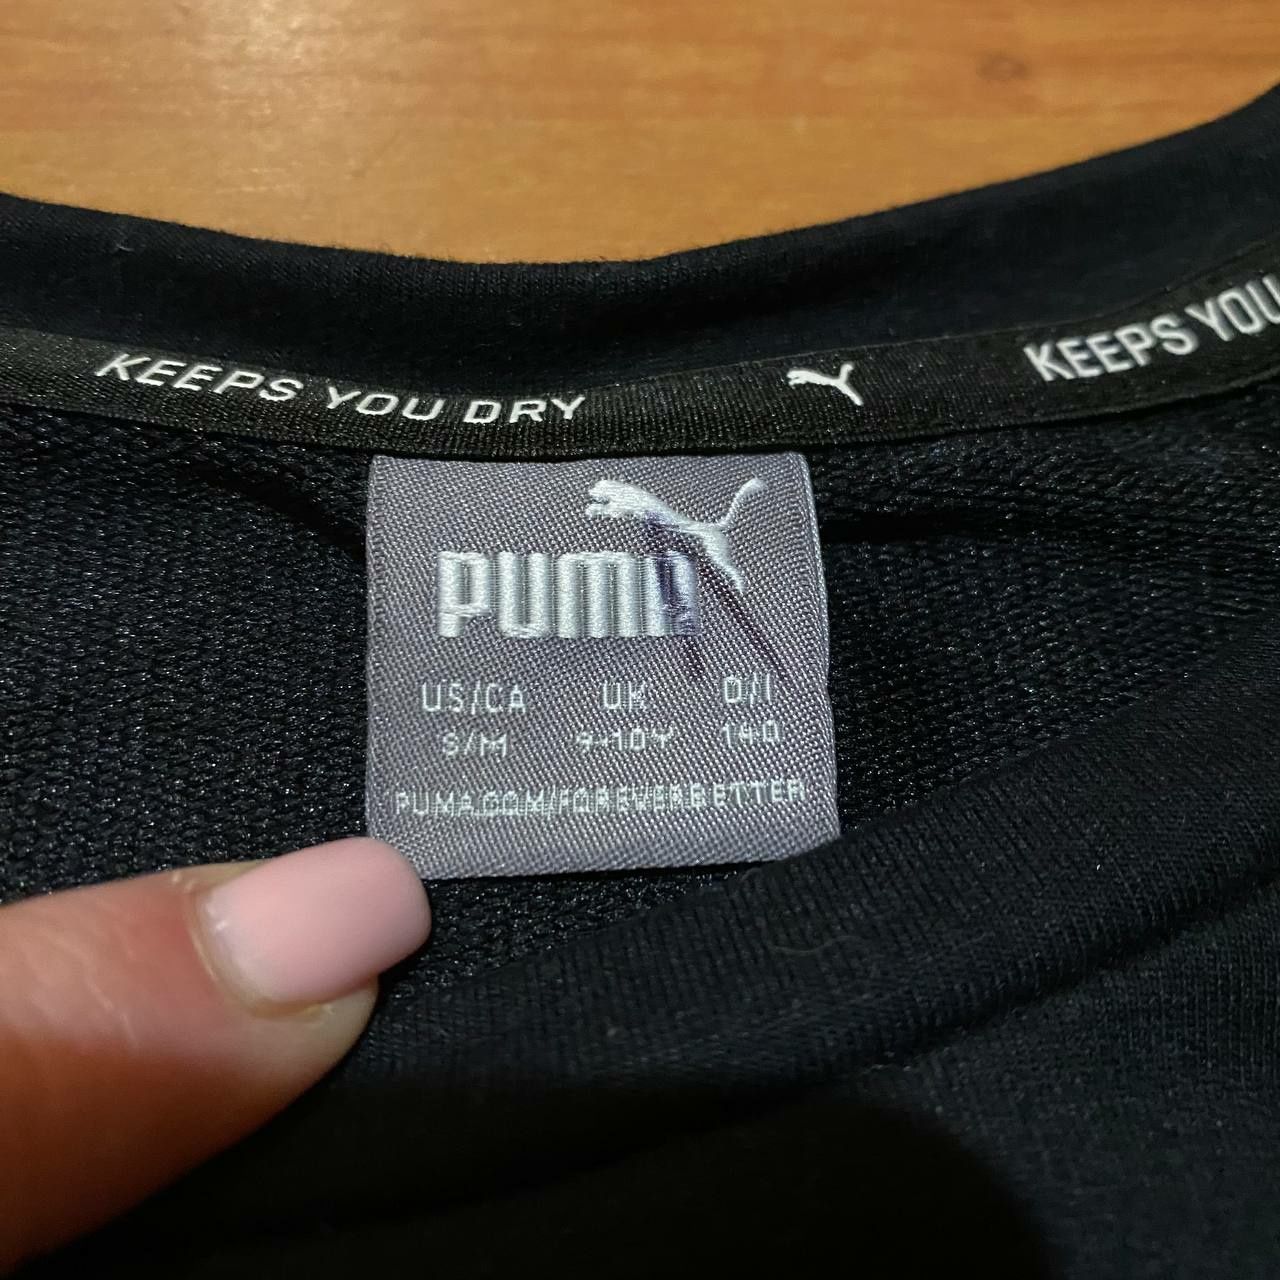 KEEPS YOU DRY
KEEPS YOU
PUMA
US/CA UK D/I
S/M 9-10Y 140
PUMA.COM/FOREVERBETTER